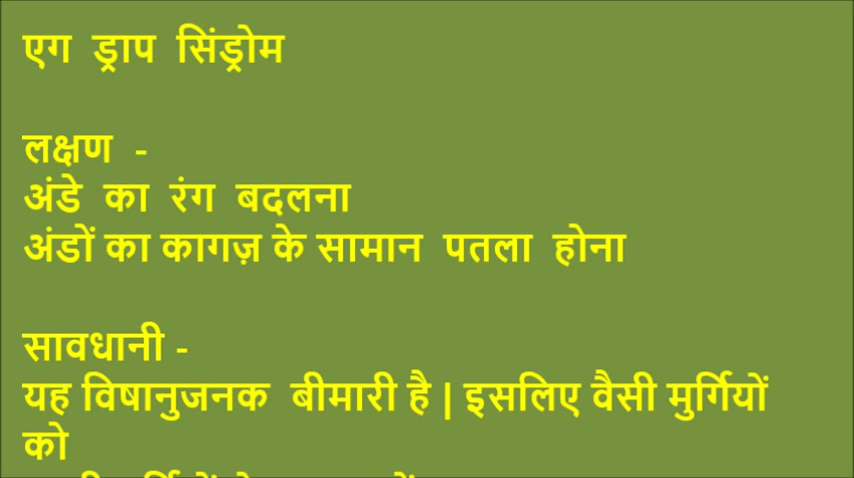 एग ड्राप सिंड्रोम
लक्षण -
अंडे का रंग बदलना
अंडों का कागज़ के सामान पतला होना
सावधानी -
यह विषानुजनक बीमारी है | इसलिए वैसी मुर्गियों
को